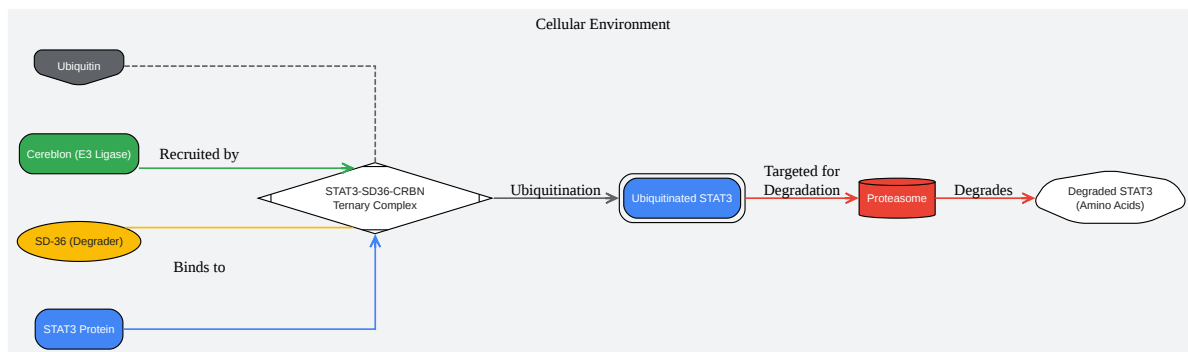 Cellular Environment
Ubiquitin
Cereblon (E3 Ligase)
Recruited by
SD-36 (Degrader)
Binds to
STAT3 Protein
STAT3-SD36-CRBN
Ternary Complex
Ubiquitination
Ubiquitinated STAT3
Targeted for
Degradation
Proteasome
Degrades
Degraded STAT3
(Amino Acids)